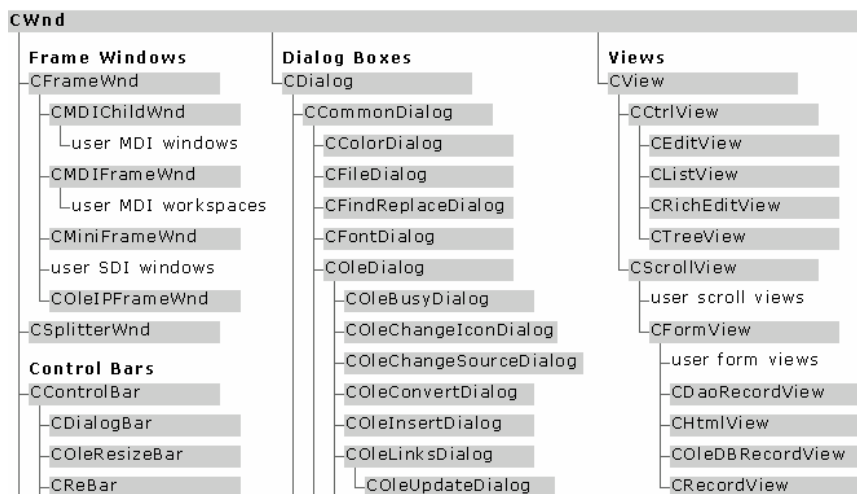 CWnd
Frame Windows
CFrameWnd
CMDIChildWnd
user MDI windows
CMDIFrameWnd
user MDI workspaces
CMiniFrameWnd
user SDI windows
COleIPFrameWnd
CSplitterWnd
Control Bars
CControlBar
CDialogBar
COleResizeBar
CReBar
Dialog Boxes
CDialog
CCommonDialog
CColorDialog
CFileDialog
CFindReplaceDialog
CFontDialog
COleDialog
COleBusyDialog
COleChangeIconDialog
COleChangeSourceDialog
COleConvertDialog
COleInsertDialog
COleLinksDialog
COleUpdateDialog
Views
CView
CCtrlView
CEditView
CListView
CRichEditView
CTreeView
CScrollView
user scroll views
CFormView
user form views
CDaoRecordView
CHtmlView
COleDBRecordView
CRecordView